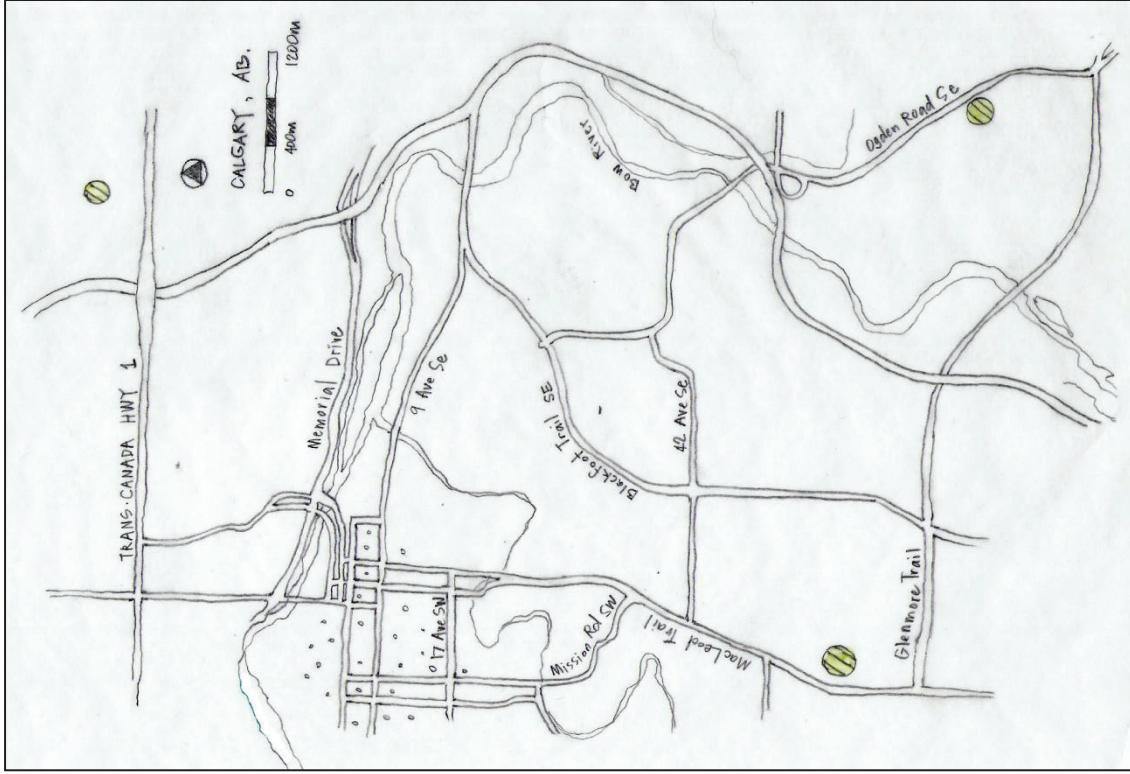 TRANS-CANADA HWY 1
CALGARY, AB.
0 400m 1200m
Memorial Drive
9 Ave Se
Bow River
Blackfoot Trail SE
17 Ave SW
42 Ave Se
Mission Rd SW
MacLeod Trail
Ogden Road Se
Glenmore Trail